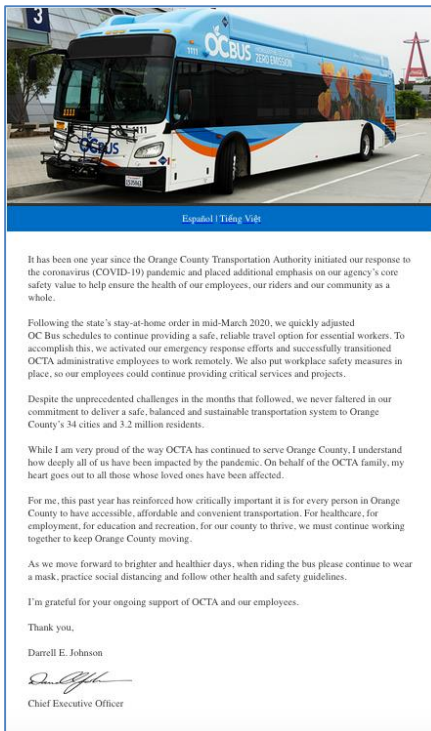 3
1111
OC BUS
ZERO EMISSION
1111
1111
OC BUS
Español | Tiếng Việt
It has been one year since the Orange County Transportation Authority initiated our response to
the coronavirus (COVID-19) pandemic and placed additional emphasis on our agency's core
safety value to help ensure the health of our employees, our riders and our community as a
whole.
Following the state's stay-at-home order in mid-March 2020, we quickly adjusted
OC Bus schedules to continue providing a safe, reliable travel option for essential workers. To
accomplish this, we activated our emergency response efforts and successfully transitioned
OCTA administrative employees to work remotely. We also put workplace safety measures in
place, so our employees could continue providing critical services and projects.
Despite the unprecedented challenges in the months that followed, we never faltered in our
commitment to deliver a safe, balanced and sustainable transportation system to Orange
County's 34 cities and 3.2 million residents.
While I am very proud of the way OCTA has continued to serve Orange County, I understand
how deeply all of us have been impacted by the pandemic. On behalf of the OCTA family, my
heart goes out to all those whose loved ones have been affected.
For me, this past year has reinforced how critically important it is for every person in Orange
County to have accessible, affordable and convenient transportation. For healthcare, for
employment, for education and recreation, for our county to thrive, we must continue working
together to keep Orange County moving.
As we move forward to brighter and healthier days, when riding the bus please continue to wear
a mask, practice social distancing and follow other health and safety guidelines.
I'm grateful for your ongoing support of OCTA and our employees.
Thank you,
Darrell E. Johnson
Chief Executive Officer